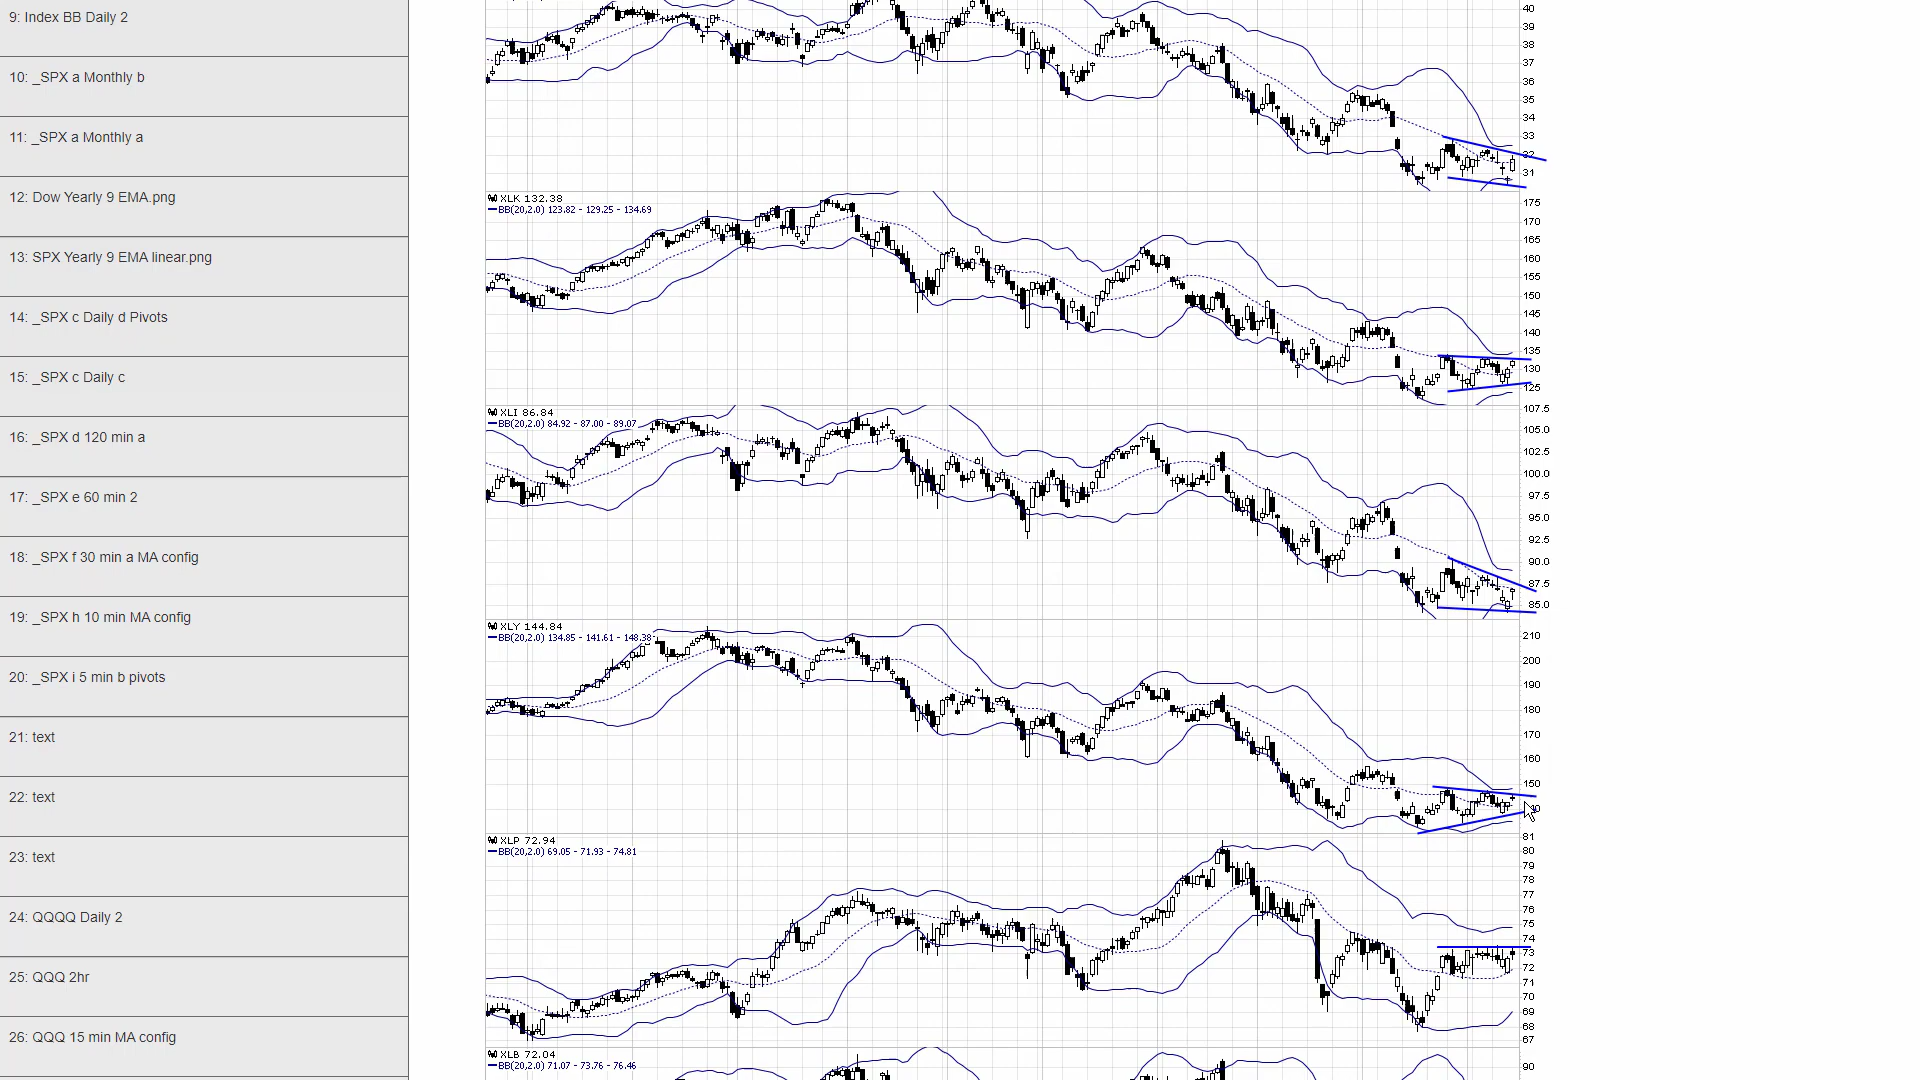 9: Index BB Daily 2
10: _SPX a Monthly b
11: _SPX a Monthly a
12: Dow Yearly 9 EMA.png
13: SPX Yearly 9 EMA linear.png
14: _SPX c Daily d Pivots
15: _SPX c Daily c
16: _SPX d 120 min a
17: _SPX e 60 min 2
18: _SPX f 30 min a MA config
19: _SPX h 10 min MA config
20: _SPX i 5 min b pivots
21: text
22: text
23: text
24: QQQQ Daily 2
25: QQQ 2hr
26: QQQ 15 min MA config
40
39
38
37
36
35
34
33
32
31
XLK 132.38
BB(20,2.0) 123.82 - 129.25 - 134.69
175
170
165
160
155
150
145
140
135
130
125
XLI 86.84
BB(20,2.0) 84.92 - 87.00 - 89.07
107.5
105.0
102.5
100.0
97.5
95.0
92.5
90.0
87.5
85.0
XLY 144.84
BB(20,2.0) 134.85 - 141.61 - 148.38
210
200
190
180
170
160
150
XLP 72.94
BB(20,2.0) 69.05 - 71.93 - 74.81
81
80
79
78
77
76
75
74
73
72
71
70
69
68
67
XLB 72.04
BB(20,2.0) 71.07 - 73.76 - 76.46
90